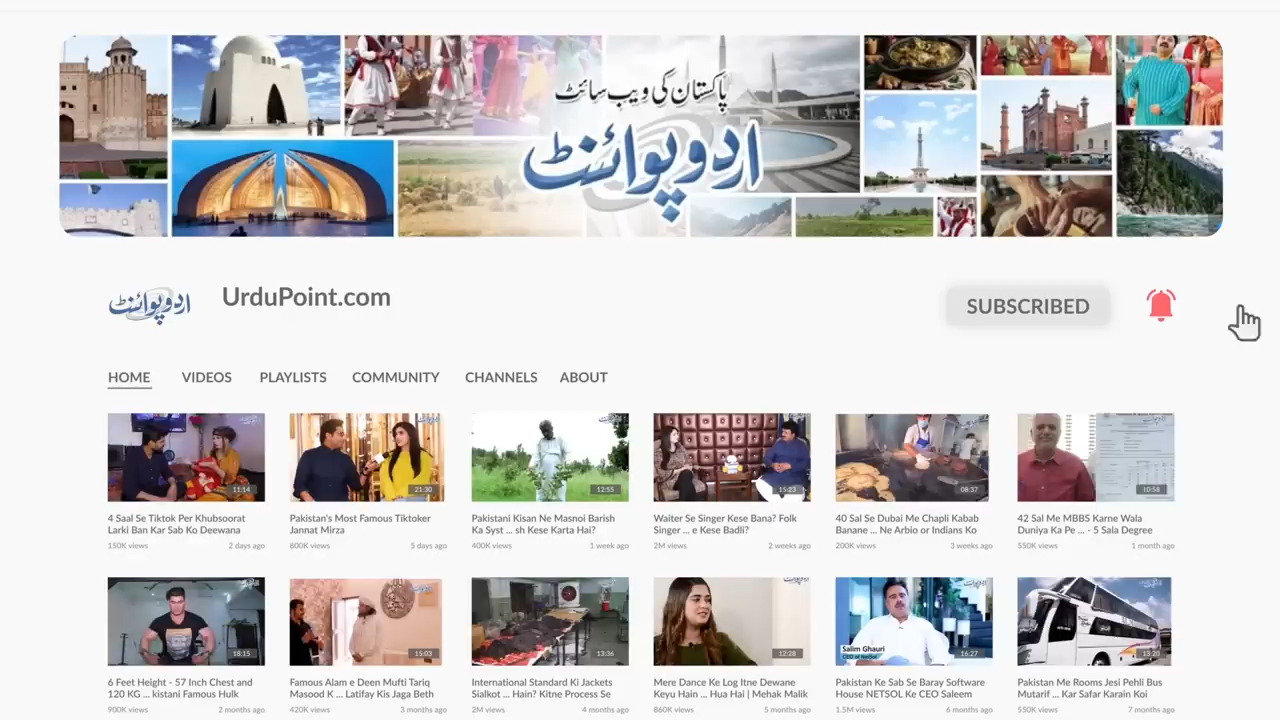 پاکستان کی ویب سائٹ
اردو پوائنٹ
اردو پوائنٹ
UrduPoint.com
SUBSCRIBED
HOME VIDEOS PLAYLISTS COMMUNITY CHANNELS ABOUT
11:14 21:30 12:55 15:23 08:37 10:58
4 Saal Se Tiktok Per Khubsoorat
Larki Ban Kar Sab Ko Deewana
150K views 2 days ago
Pakistan's Most Famous Tiktoker
Jannat Mirza
800K views 5 days ago
Pakistani Kisan Ne Masnoi Barish
Ka Syst ... sh Kese Karta Hai?
400K views 1 week ago
Waiter Se Singer Kese Bana? Folk
Singer ... e Kese Badli?
2M views 2 weeks ago
40 Sal Se Dubai Me Chapli Kabab
Banane ... Ne Arbio or Indians Ko
200K views 3 weeks ago
42 Sal Me MBBS Karne Wala
Duniya Ka Pe ... - 5 Sala Degree
550K views 1 month ago
Salim Ghauri
CEO of NetSol
18:15 15:03 13:36 12:28 16:27 15:20
6 Feet Height - 57 Inch Chest and
120 KG ... kistani Famous Hulk
900K views 2 months ago
Famous Alam e Deen Mufti Tariq
Masood K ... Latifay Kis Jaga Beth
420K views 3 months ago
International Standard Ki Jackets
Sialkot ... Hain? Kitne Process Se
2M views 4 months ago
Mere Dance Ke Log Itne Dewane
Keyu Hain ... Hua Hai | Mehak Malik
860K views 5 months ago
Pakistan Ke Sab Se Baray Software
House NETSOL Ke CEO Saleem
1.5M views 6 months ago
Pakistan Me Rooms Jesi Pehli Bus
Mutarif ... Kar Safar Karain Koi
550K views 7 months ago